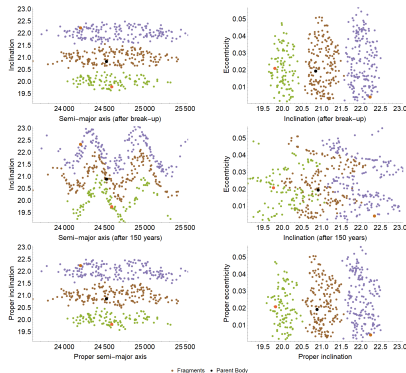 23.0
22.5
22.0
21.5
21.0
20.5
20.0
19.5
Inclination
24000 24500 25000 25500
Semi-major axis (after break-up)
0.05
0.04
0.03
0.02
0.01
Eccentricity
19.5 20.0 20.5 21.0 21.5 22.0 22.5 23.0
Inclination (after break-up)
23.0
22.5
22.0
21.5
21.0
20.5
20.0
19.5
Inclination
24000 24500 25000 25500
Semi-major axis (after 150 years)
0.05
0.04
0.03
0.02
0.01
Eccentricity
19.5 20.0 20.5 21.0 21.5 22.0 22.5 23.0
Inclination (after 150 years)
23.0
22.5
22.0
21.5
21.0
20.5
20.0
19.5
Proper inclination
24000 24500 25000 25500
Proper semi-major axis
0.05
0.04
0.03
0.02
0.01
Proper eccentricity
19.5 20.0 20.5 21.0 21.5 22.0 22.5 23.0
Proper inclination
Fragments Parent Body